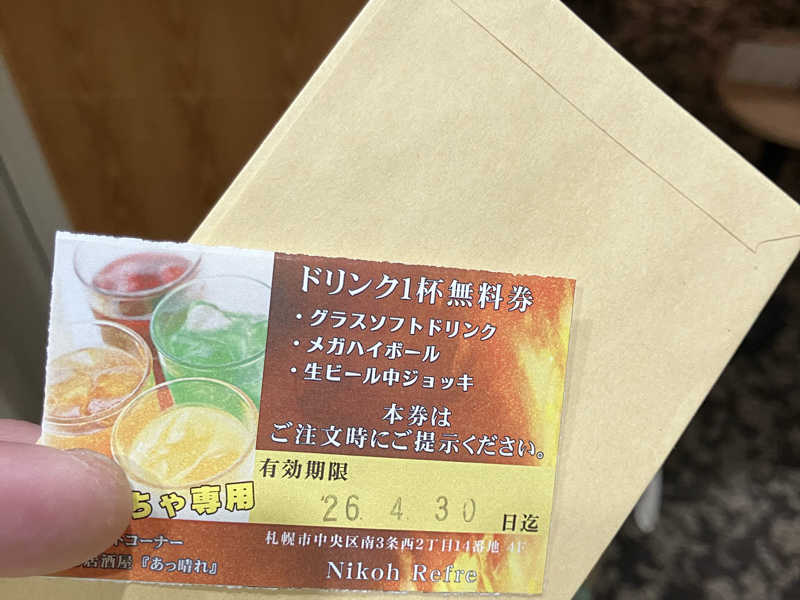 ドリンク1杯無料券
・グラスソフトドリンク
・メガハイボール
・生ビール中ジョッキ
本券は
ご注文時にご提示ください。
有効期限
'26. 4. 30 日迄
ちゃ専用
コーナー
居酒屋『あっ晴れ』
札幌市中央区南3条西2丁目14番地 4F
Nikoh Refre